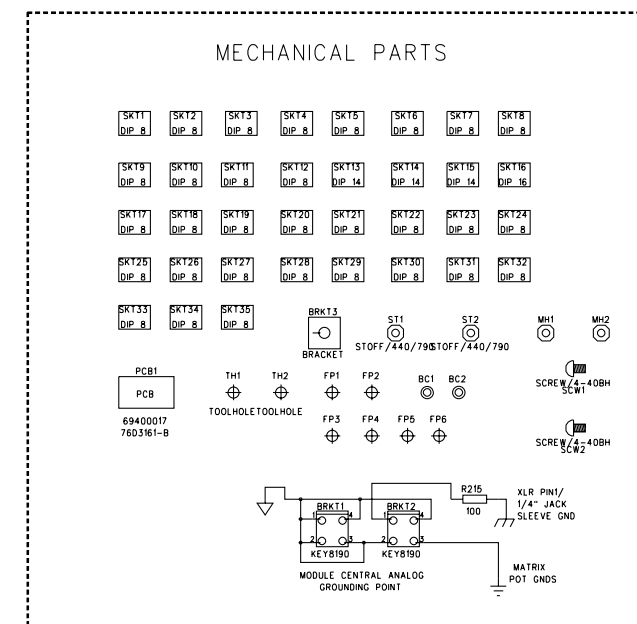 MECHANICAL PARTS
SKT1 SKT2 SKT3 SKT4 SKT5 SKT6 SKT7 SKT8
DIP 8 DIP 8 DIP 8 DIP 8 DIP 8 DIP 8 DIP 8 DIP 8
SKT9 SKT10 SKT11 SKT12 SKT13 SKT14 SKT15 SKT16
DIP 8 DIP 8 DIP 8 DIP 8 DIP 14 DIP 14 DIP 14 DIP 16
SKT17 SKT18 SKT19 SKT20 SKT21 SKT22 SKT23 SKT24
DIP 8 DIP 8 DIP 8 DIP 8 DIP 8 DIP 8 DIP 8 DIP 8
SKT25 SKT26 SKT27 SKT28 SKT29 SKT30 SKT31 SKT32
DIP 8 DIP 8 DIP 8 DIP 8 DIP 8 DIP 8 DIP 8 DIP 8
SKT33 SKT34 SKT35
DIP 8 DIP 8 DIP 8
BRKT3
BRACKET
ST1 ST2
STOFF/440/790 STOFF/440/790
MH1 MH2
PCB1
PCB
69400017
76D3161-B
TH1 TH2
TOOLHOLE TOOLHOLE
FP1 FP2
BC1 BC2
SCREW/4-40BH
SCW1
FP3 FP4 FP5 FP6
SCREW/4-40BH
SCW2
BRKT1 BRKT2
1 4 1 4
2 3 2 3
KEY8190 KEY8190
R215
100
XLR PIN1/
1/4" JACK
SLEEVE GND
MODULE CENTRAL ANALOG
GROUNDING POINT
MATRIX
POT GNDS